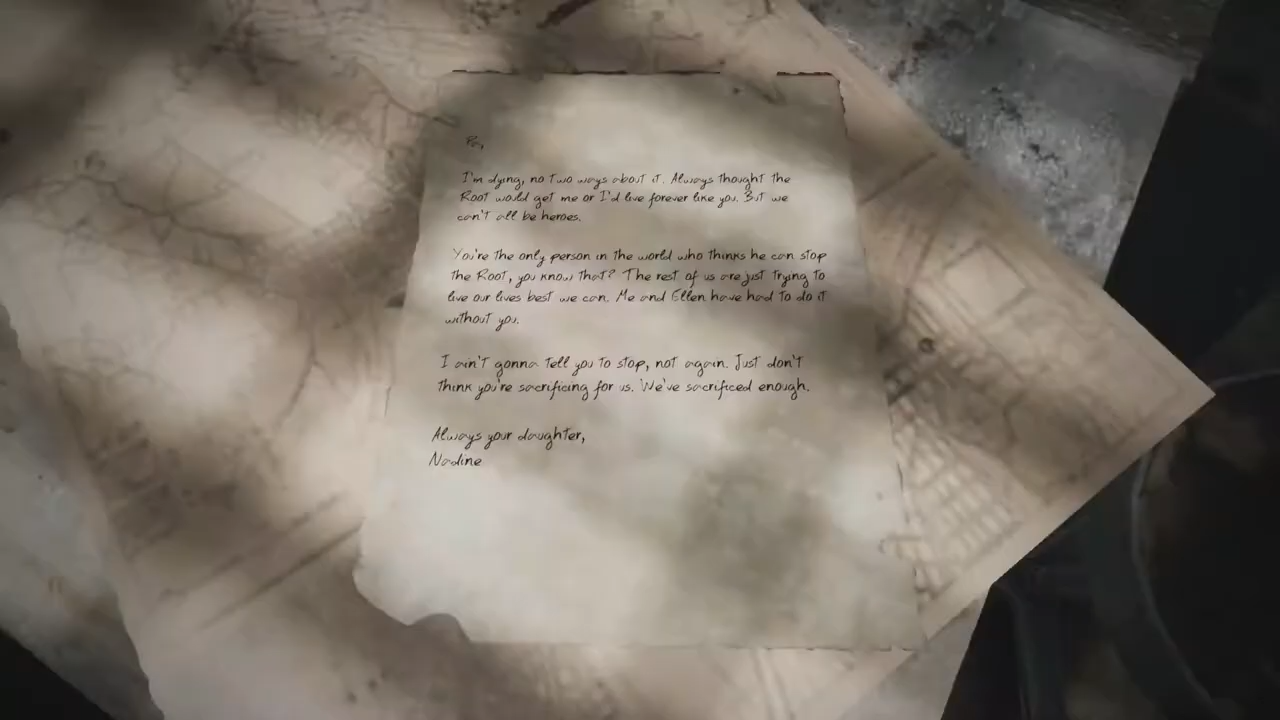 Pa,
I'm dying, no two ways about it. Always thought the
Root would get me or I'd live forever like you. But we
can't all be heroes.
You're the only person in the world who thinks he can stop
the Root, you know that? The rest of us are just trying to
live our lives best we can. Me and Ellen have had to do it
without you.
I ain't gonna tell you to stop, not again. Just don't
think you're sacrificing for us. We've sacrificed enough.
Always your daughter,
Nadine